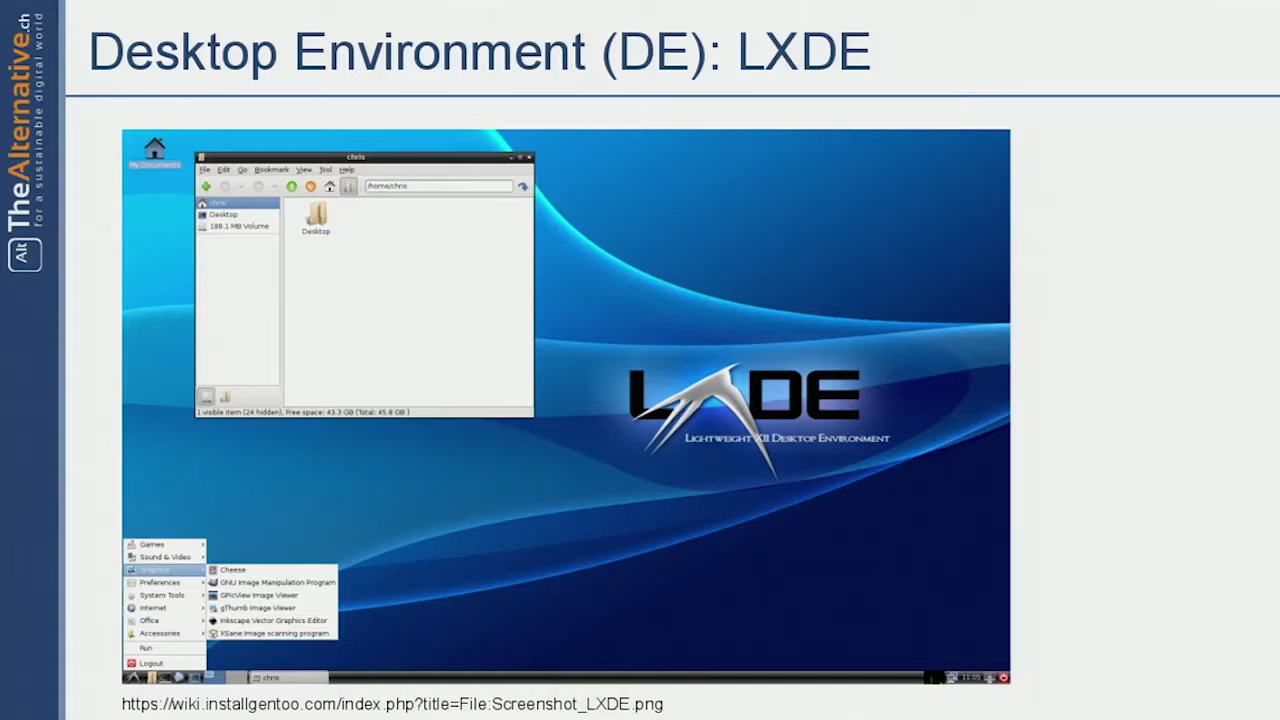 Desktop Environment (DE): LXDE
TheAlternative.ch
for a sustainable digital world
Alt
My Documents
chris
File Edit Go Bookmark View Tool Help
/home/chris
chris
Desktop
188.1 MB Volume
Desktop
1 visible item (24 hidden), Free space: 43.3 GB (Total: 45.8 GB )
LXDE
LIGHTWEIGHT X11 DESKTOP ENVIRONMENT
Games
Sound & Video
Graphics
Preferences
System Tools
Internet
Office
Accessories
Run
Logout
Cheese
GNU Image Manipulation Program
GPicView Image Viewer
gThumb Image Viewer
Inkscape Vector Graphics Editor
XSane Image scanning program
chris
11:05
https://wiki.installgentoo.com/index.php?title=File:Screenshot_LXDE.png